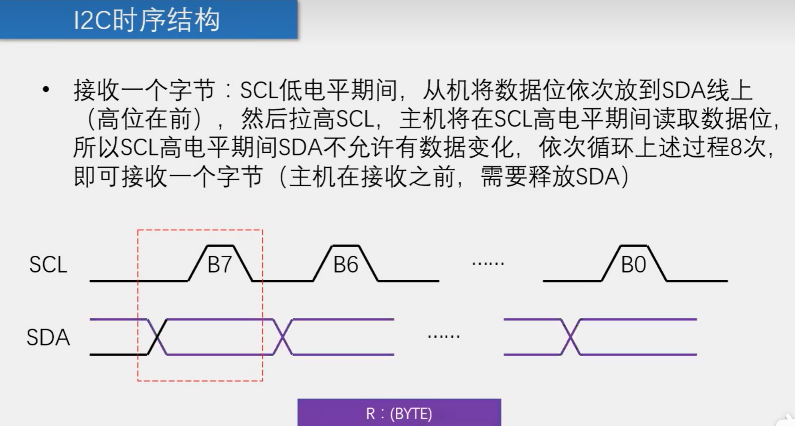 I2C时序结构
• 接收一个字节：SCL低电平期间，从机将数据位依次放到SDA线上
（高位在前），然后拉高SCL，主机将在SCL高电平期间读取数据位，
所以SCL高电平期间SDA不允许有数据变化，依次循环上述过程8次，
即可接收一个字节（主机在接收之前，需要释放SDA）
SCL B7 B6 …… B0
SDA ……
R：(BYTE)